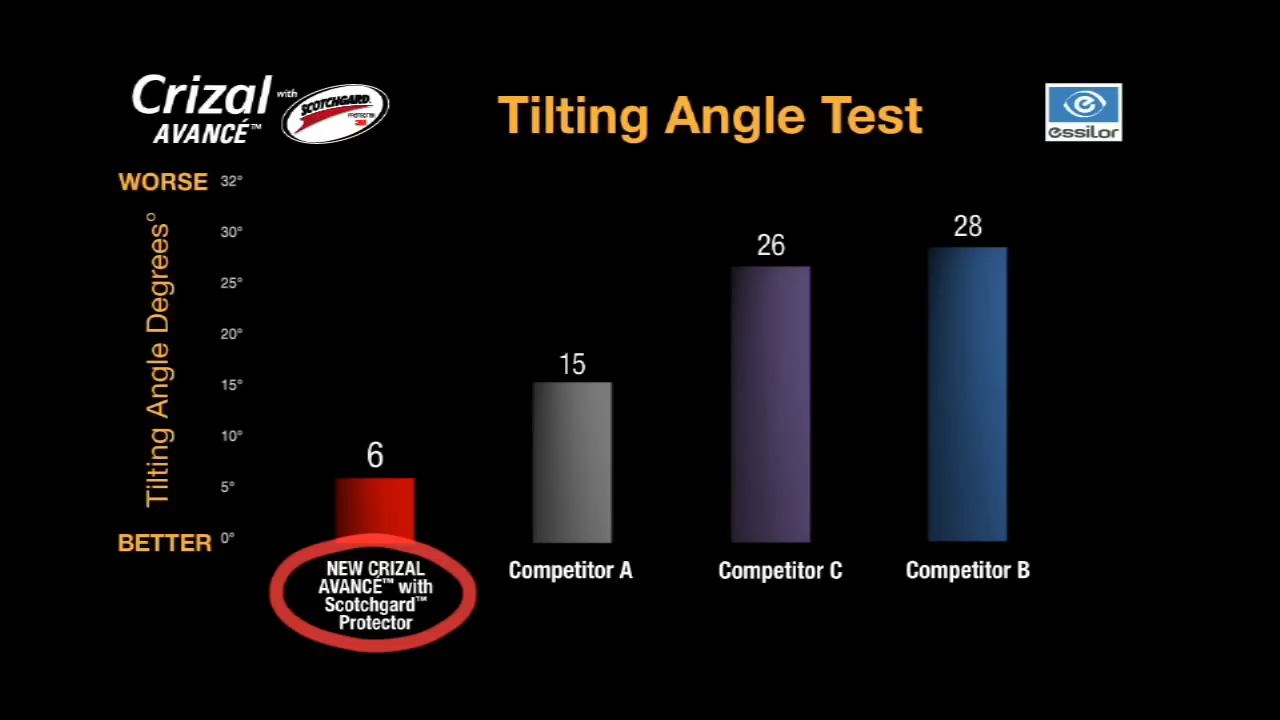 Crizal with SCOTCHGARD Tilting Angle Test
AVANCÉ™ PROTECTOR
3M
essilor
WORSE 32°
Tilting Angle Degrees°
30°
25°
20°
15°
10°
5°
BETTER 0°
6
15
26
28
NEW CRIZAL
AVANCÉ™ with
Scotchgard™
Protector
Competitor A
Competitor C
Competitor B